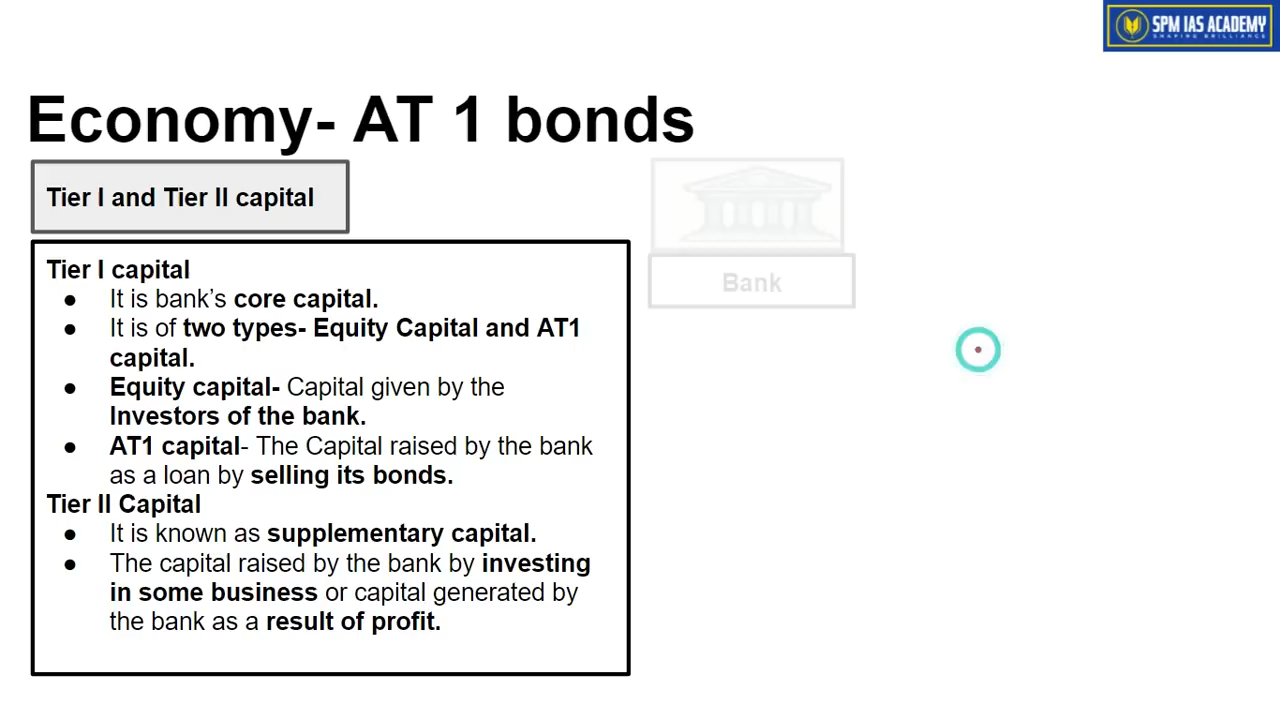 SPM IAS ACADEMY
SHAPING BRILLIANCE
Economy- AT 1 bonds
Tier I and Tier II capital
Tier I capital
● It is bank’s core capital.
● It is of two types- Equity Capital and AT1
capital.
● Equity capital- Capital given by the
Investors of the bank.
● AT1 capital- The Capital raised by the bank
as a loan by selling its bonds.
Tier II Capital
● It is known as supplementary capital.
● The capital raised by the bank by investing
in some business or capital generated by
the bank as a result of profit.
Bank